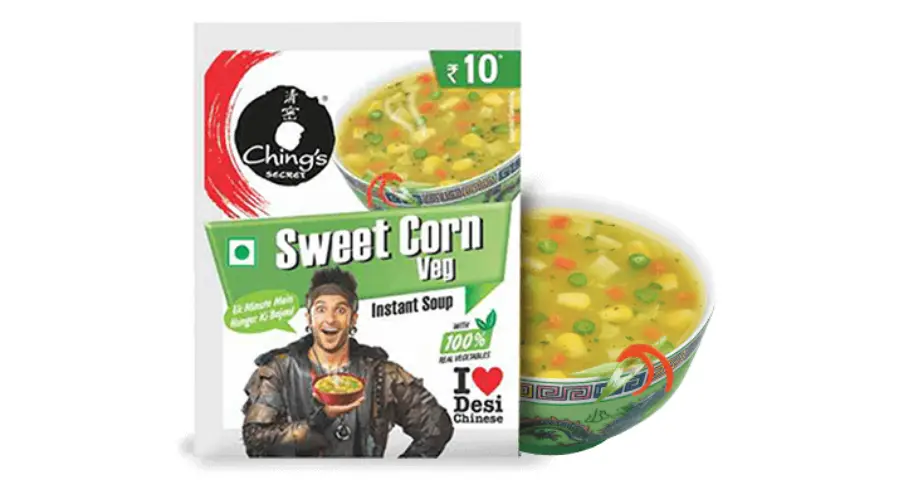 ₹ 10*
清
Ching's
SECRET
®
Sweet Corn
Veg
Instant Soup
Ek Minute Mein
Hunger Ki Bajao!
WITH
100%
REAL VEGETABLES
I ❤ Desi
Chinese